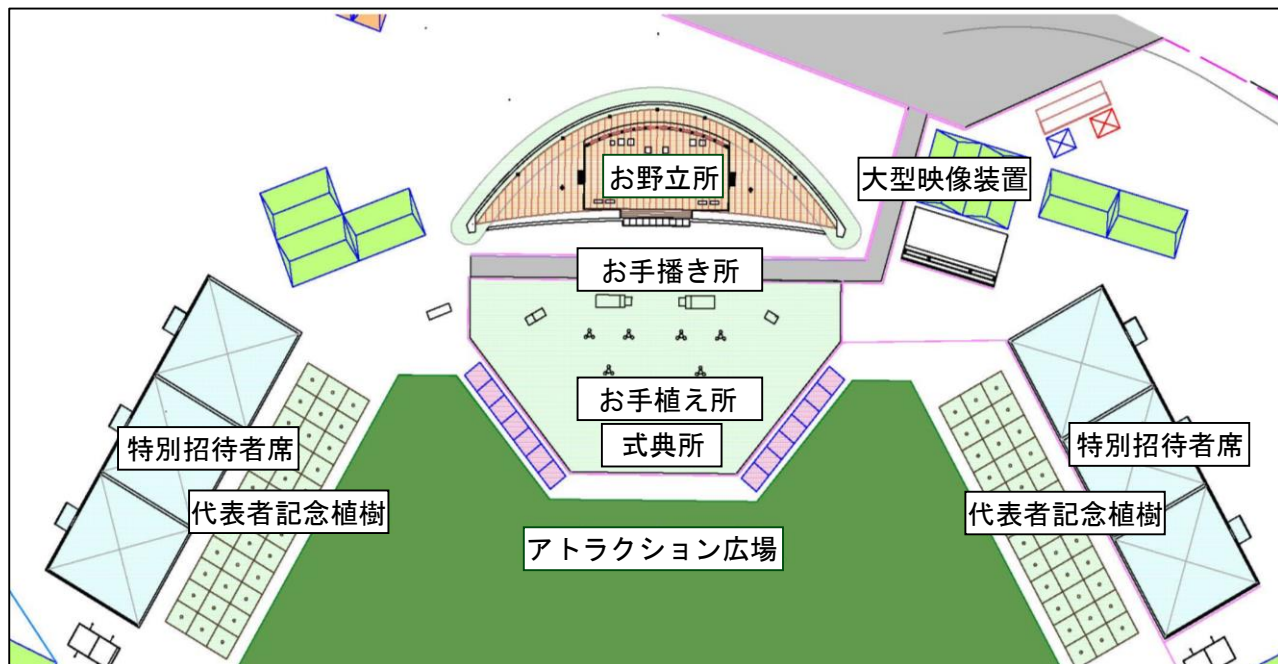 お野立所
大型映像装置
お手播き所
お手植え所
式典所
特別招待者席
特別招待者席
代表者記念植樹
代表者記念植樹
アトラクション広場